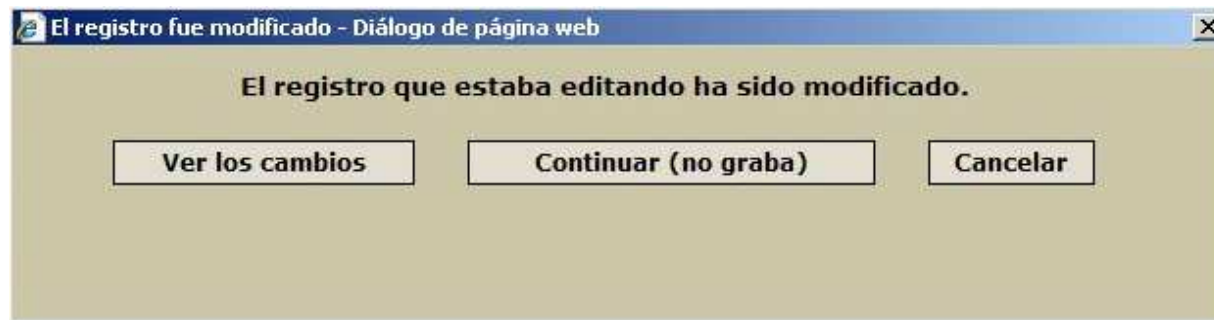 El registro fue modificado - Diálogo de página web
El registro que estaba editando ha sido modificado.
Ver los cambios Continuar (no graba) Cancelar